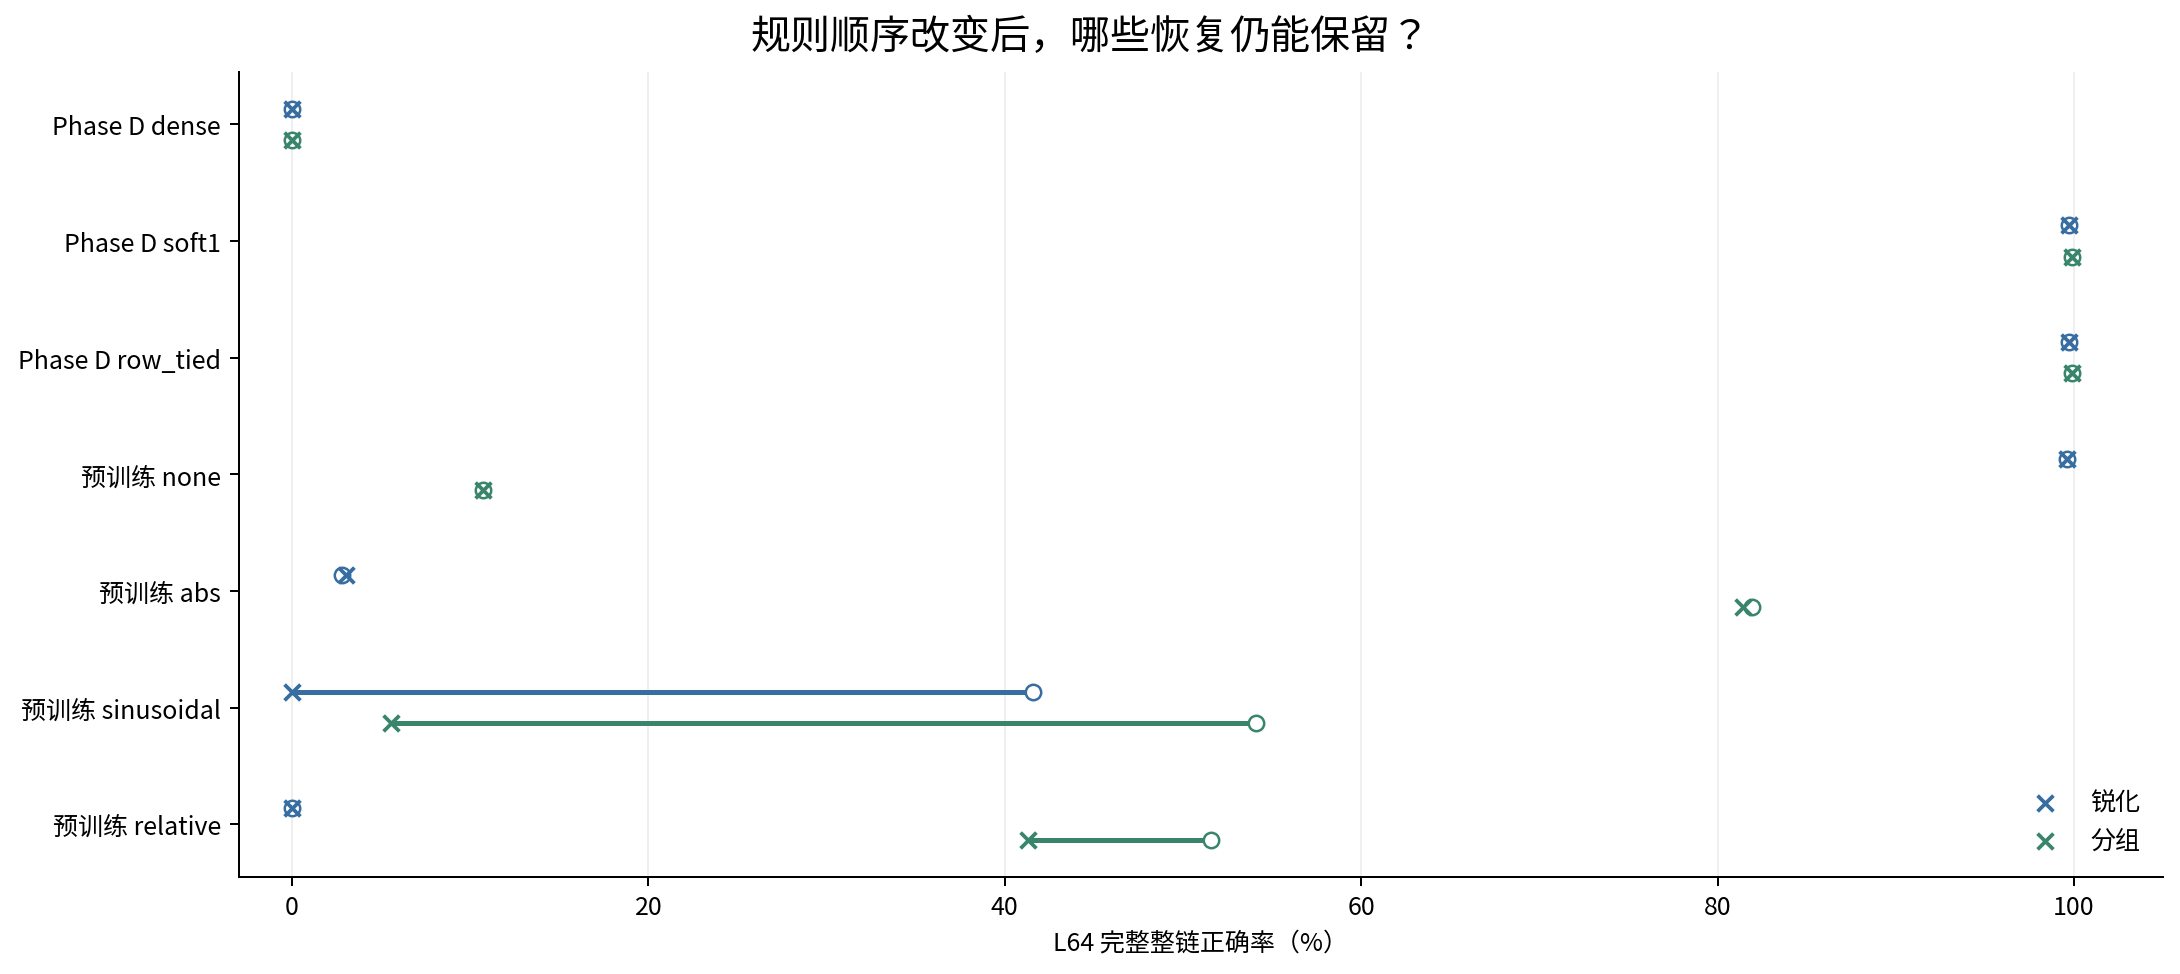 规则顺序改变后，哪些恢复仍能保留？
Phase D dense
Phase D soft1
Phase D row_tied
预训练 none
预训练 abs
预训练 sinusoidal
预训练 relative
锐化
分组
0 20 40 60 80 100
L64 完整整链正确率（%）